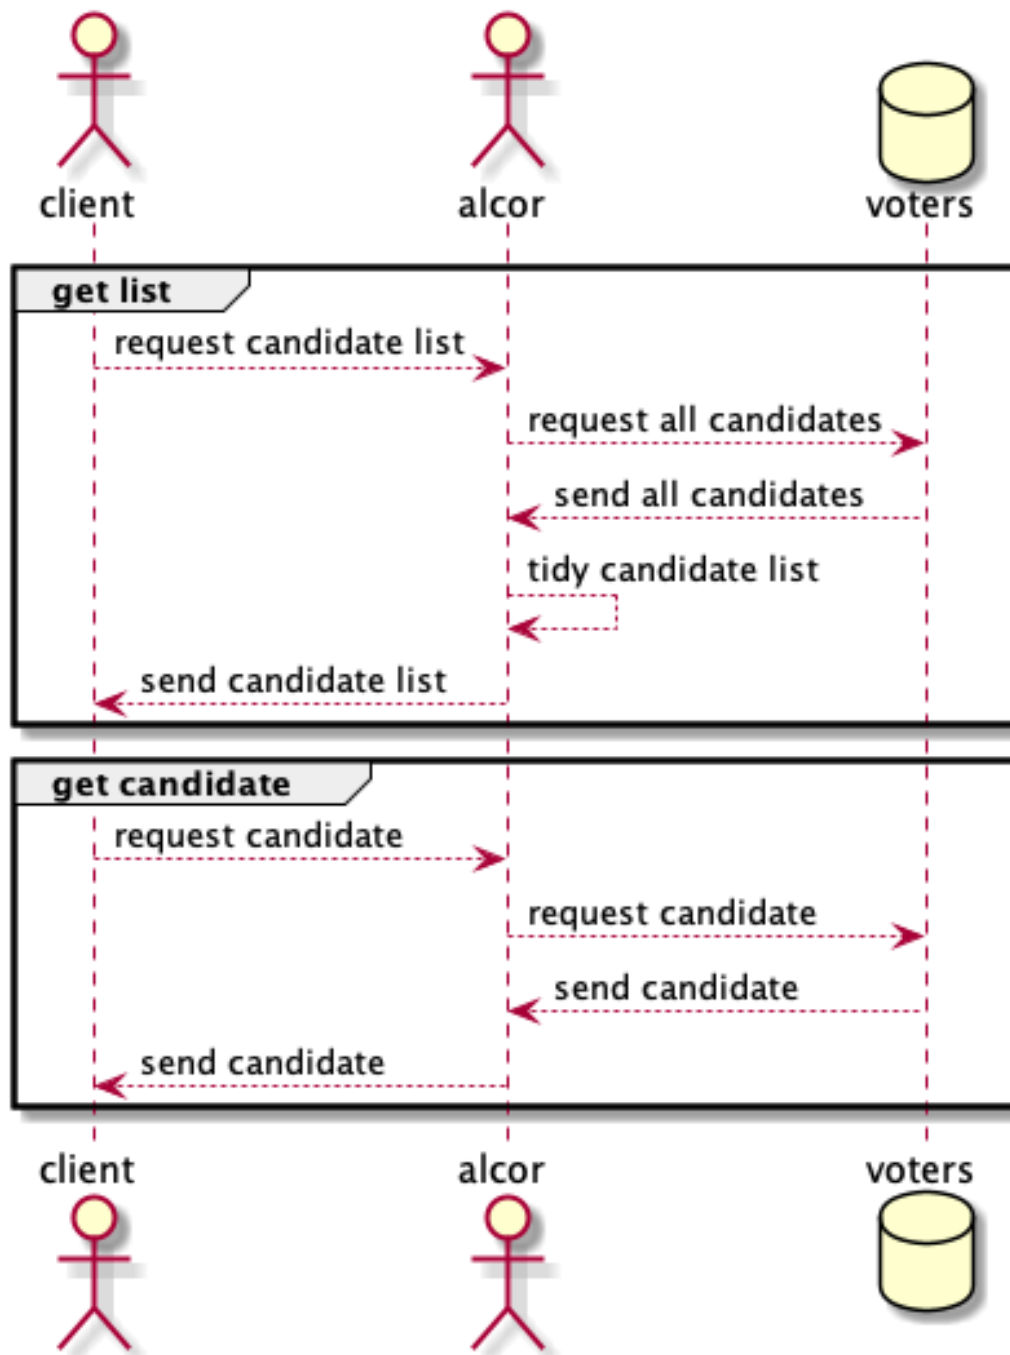 client alcor voters
get list
request candidate list
request all candidates
send all candidates
tidy candidate list
send candidate list
get candidate
request candidate
request candidate
send candidate
send candidate
client alcor voters